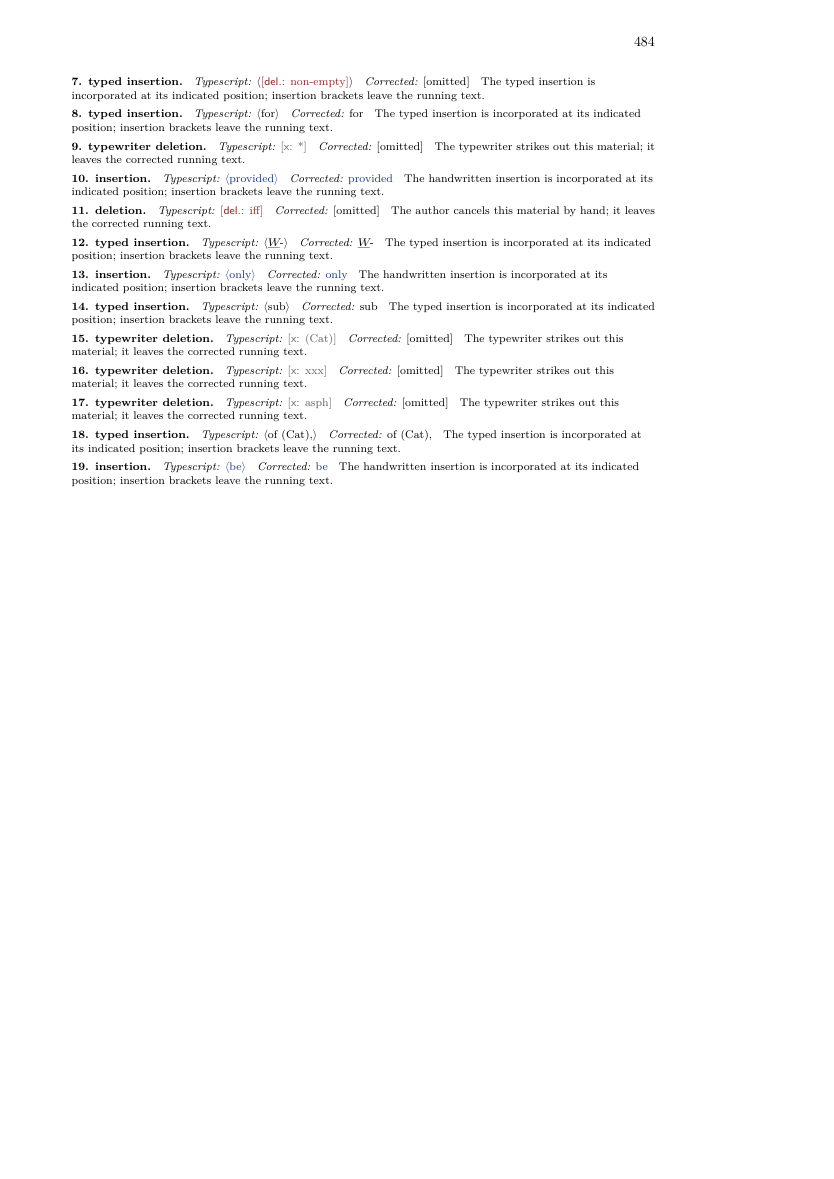 484
7. typed insertion. Typescript: ⟨[del.: non-empty]⟩ Corrected: [omitted] The typed insertion is
incorporated at its indicated position; insertion brackets leave the running text.
8. typed insertion. Typescript: ⟨for⟩ Corrected: for The typed insertion is incorporated at its indicated
position; insertion brackets leave the running text.
9. typewriter deletion. Typescript: [x: *] Corrected: [omitted] The typewriter strikes out this material; it
leaves the corrected running text.
10. insertion. Typescript: ⟨provided⟩ Corrected: provided The handwritten insertion is incorporated at its
indicated position; insertion brackets leave the running text.
11. deletion. Typescript: [del.: iff] Corrected: [omitted] The author cancels this material by hand; it leaves
the corrected running text.
12. typed insertion. Typescript: ⟨W-⟩ Corrected: W- The typed insertion is incorporated at its indicated
position; insertion brackets leave the running text.
13. insertion. Typescript: ⟨only⟩ Corrected: only The handwritten insertion is incorporated at its
indicated position; insertion brackets leave the running text.
14. typed insertion. Typescript: ⟨sub⟩ Corrected: sub The typed insertion is incorporated at its indicated
position; insertion brackets leave the running text.
15. typewriter deletion. Typescript: [x: (Cat)] Corrected: [omitted] The typewriter strikes out this
material; it leaves the corrected running text.
16. typewriter deletion. Typescript: [x: xxx] Corrected: [omitted] The typewriter strikes out this
material; it leaves the corrected running text.
17. typewriter deletion. Typescript: [x: asph] Corrected: [omitted] The typewriter strikes out this
material; it leaves the corrected running text.
18. typed insertion. Typescript: ⟨of (Cat),⟩ Corrected: of (Cat), The typed insertion is incorporated at
its indicated position; insertion brackets leave the running text.
19. insertion. Typescript: ⟨be⟩ Corrected: be The handwritten insertion is incorporated at its indicated
position; insertion brackets leave the running text.